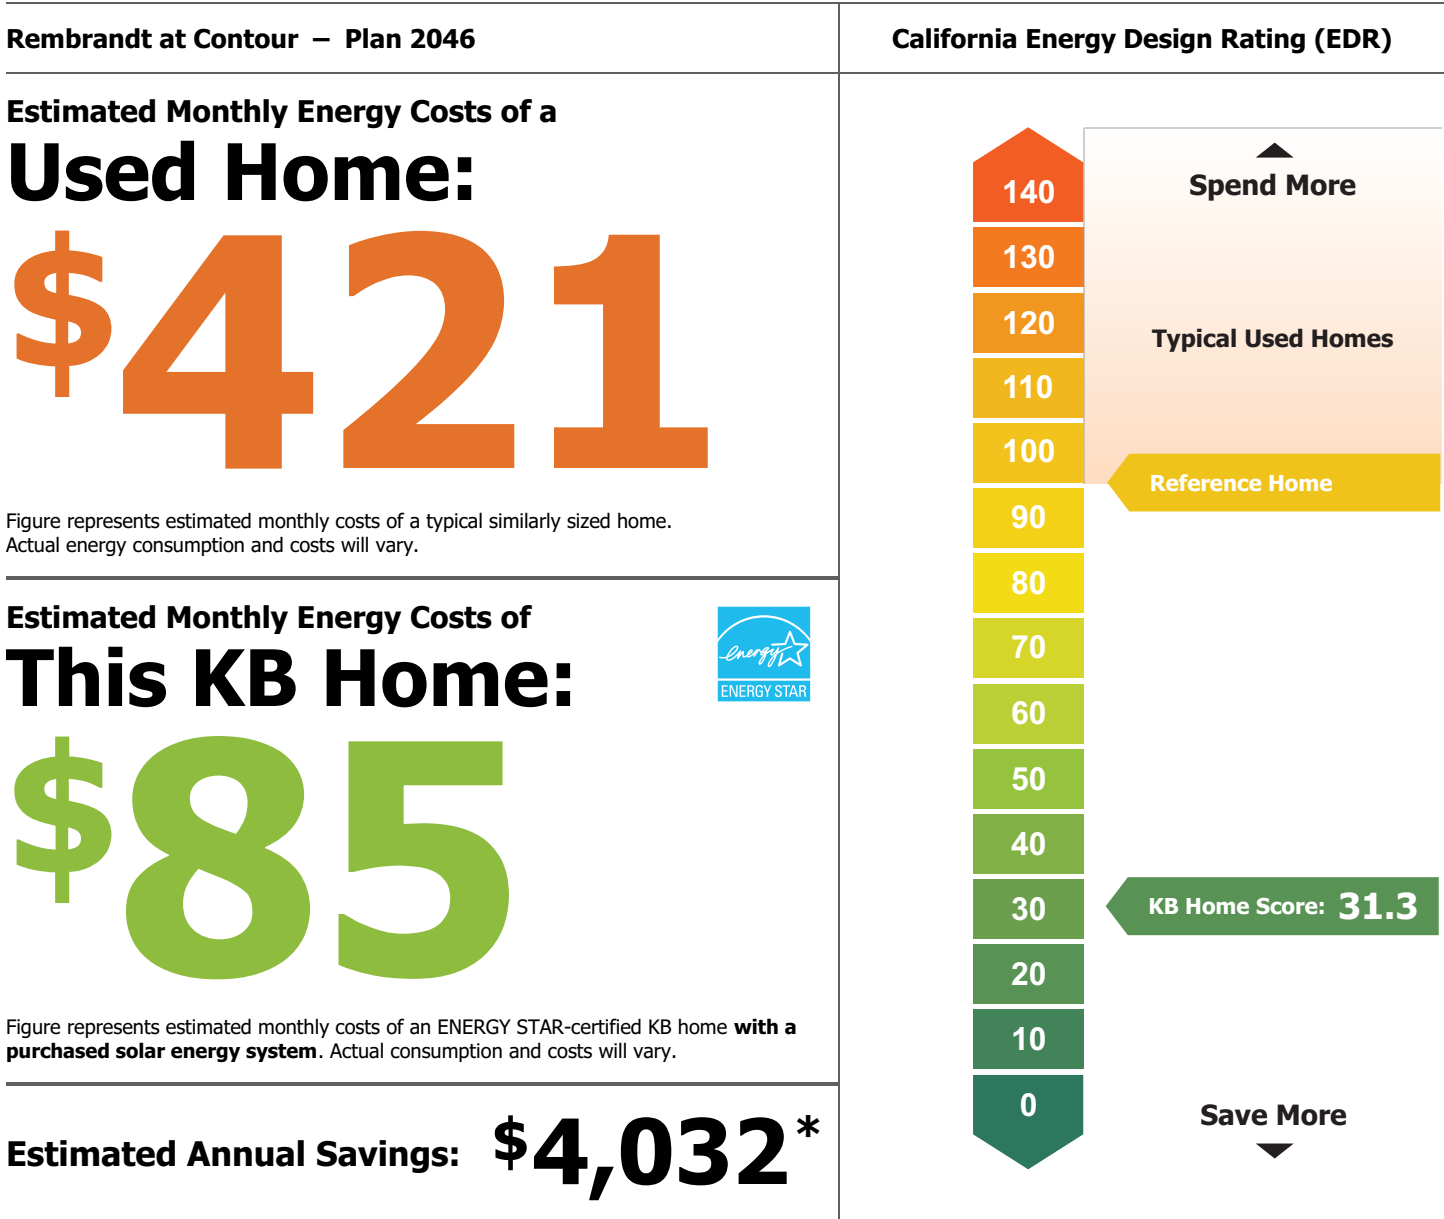 Rembrandt at Contour – Plan 2046
Estimated Monthly Energy Costs of a
Used Home:
$421
Figure represents estimated monthly costs of a typical similarly sized home.
Actual energy consumption and costs will vary.
Estimated Monthly Energy Costs of
This KB Home:
energy
ENERGY STAR
$85
Figure represents estimated monthly costs of an ENERGY STAR-certified KB home with a
purchased solar energy system. Actual consumption and costs will vary.
Estimated Annual Savings: $4,032*
California Energy Design Rating (EDR)
140
Spend More
130
120
Typical Used Homes
110
100
Reference Home
90
80
70
60
50
40
30
KB Home Score: 31.3
20
10
0
Save More